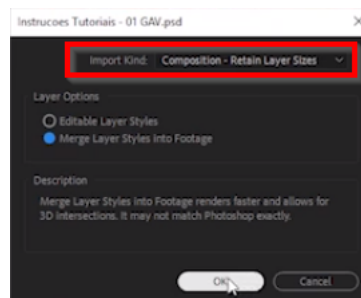 Instrucoes Tutoriais - 01 GAV.psd
Import Kind: Composition - Retain Layer Sizes
Layer Options
Editable Layer Styles
Merge Layer Styles into Footage
Description
Merge Layer Styles into Footage renders faster and allows for
3D intersections. It may not match Photoshop exactly.
OK Cancel